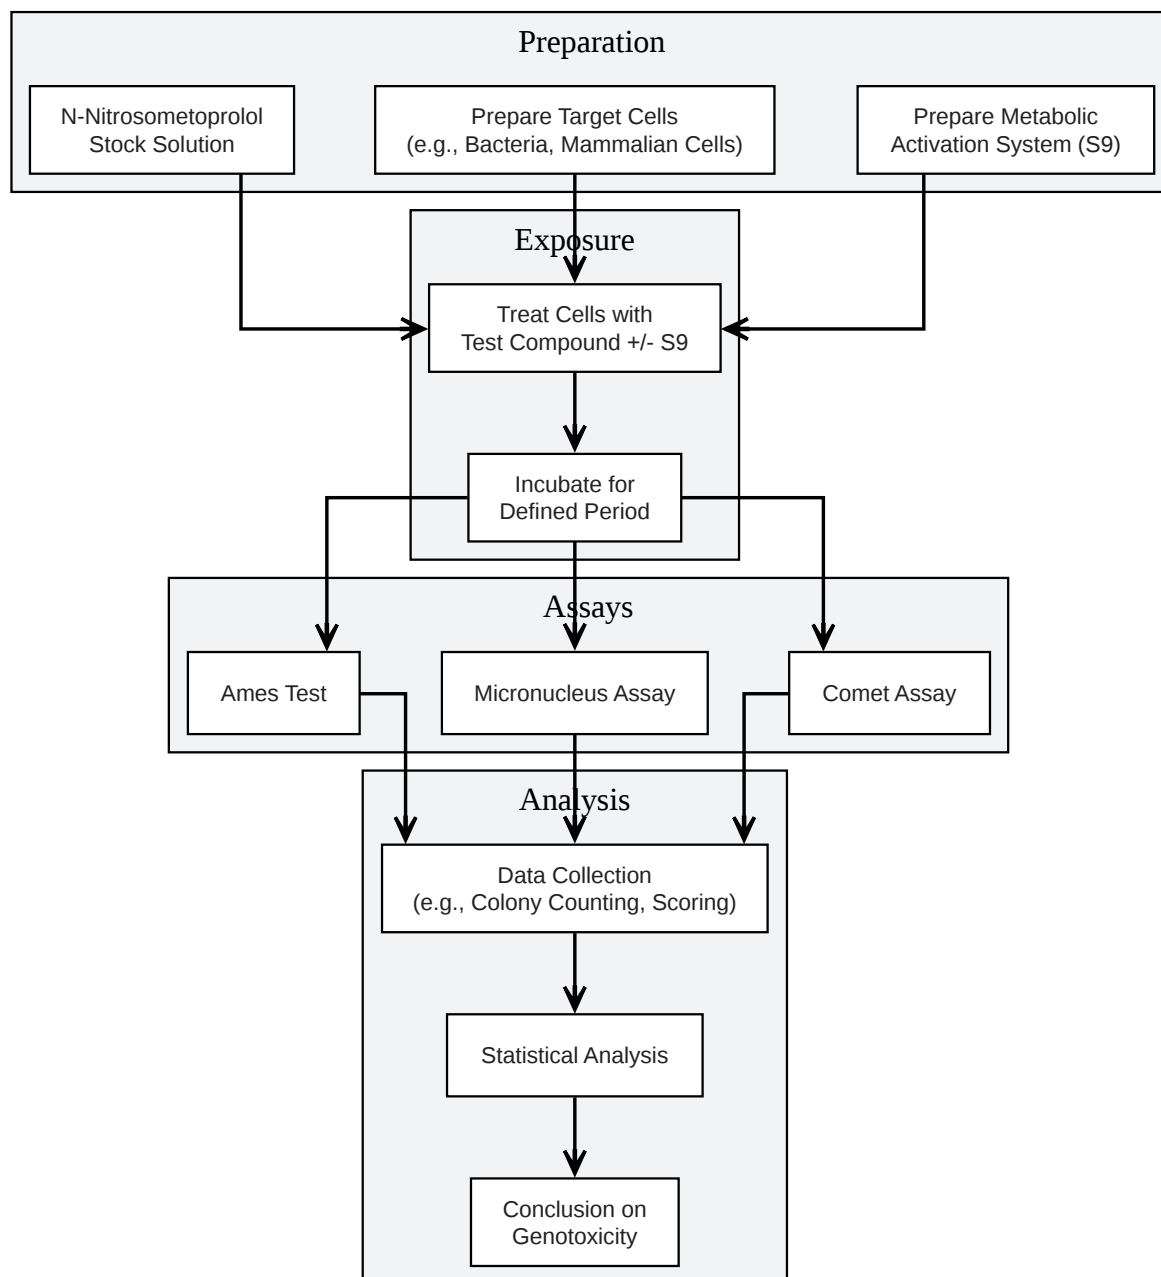 Preparation
N-Nitrosometoprolol
Stock Solution
Prepare Target Cells
(e.g., Bacteria, Mammalian Cells)
Prepare Metabolic
Activation System (S9)
Exposure
Treat Cells with
Test Compound +/- S9
Incubate for
Defined Period
Assays
Ames Test
Micronucleus Assay
Comet Assay
Analysis
Data Collection
(e.g., Colony Counting, Scoring)
Statistical Analysis
Conclusion on
Genotoxicity